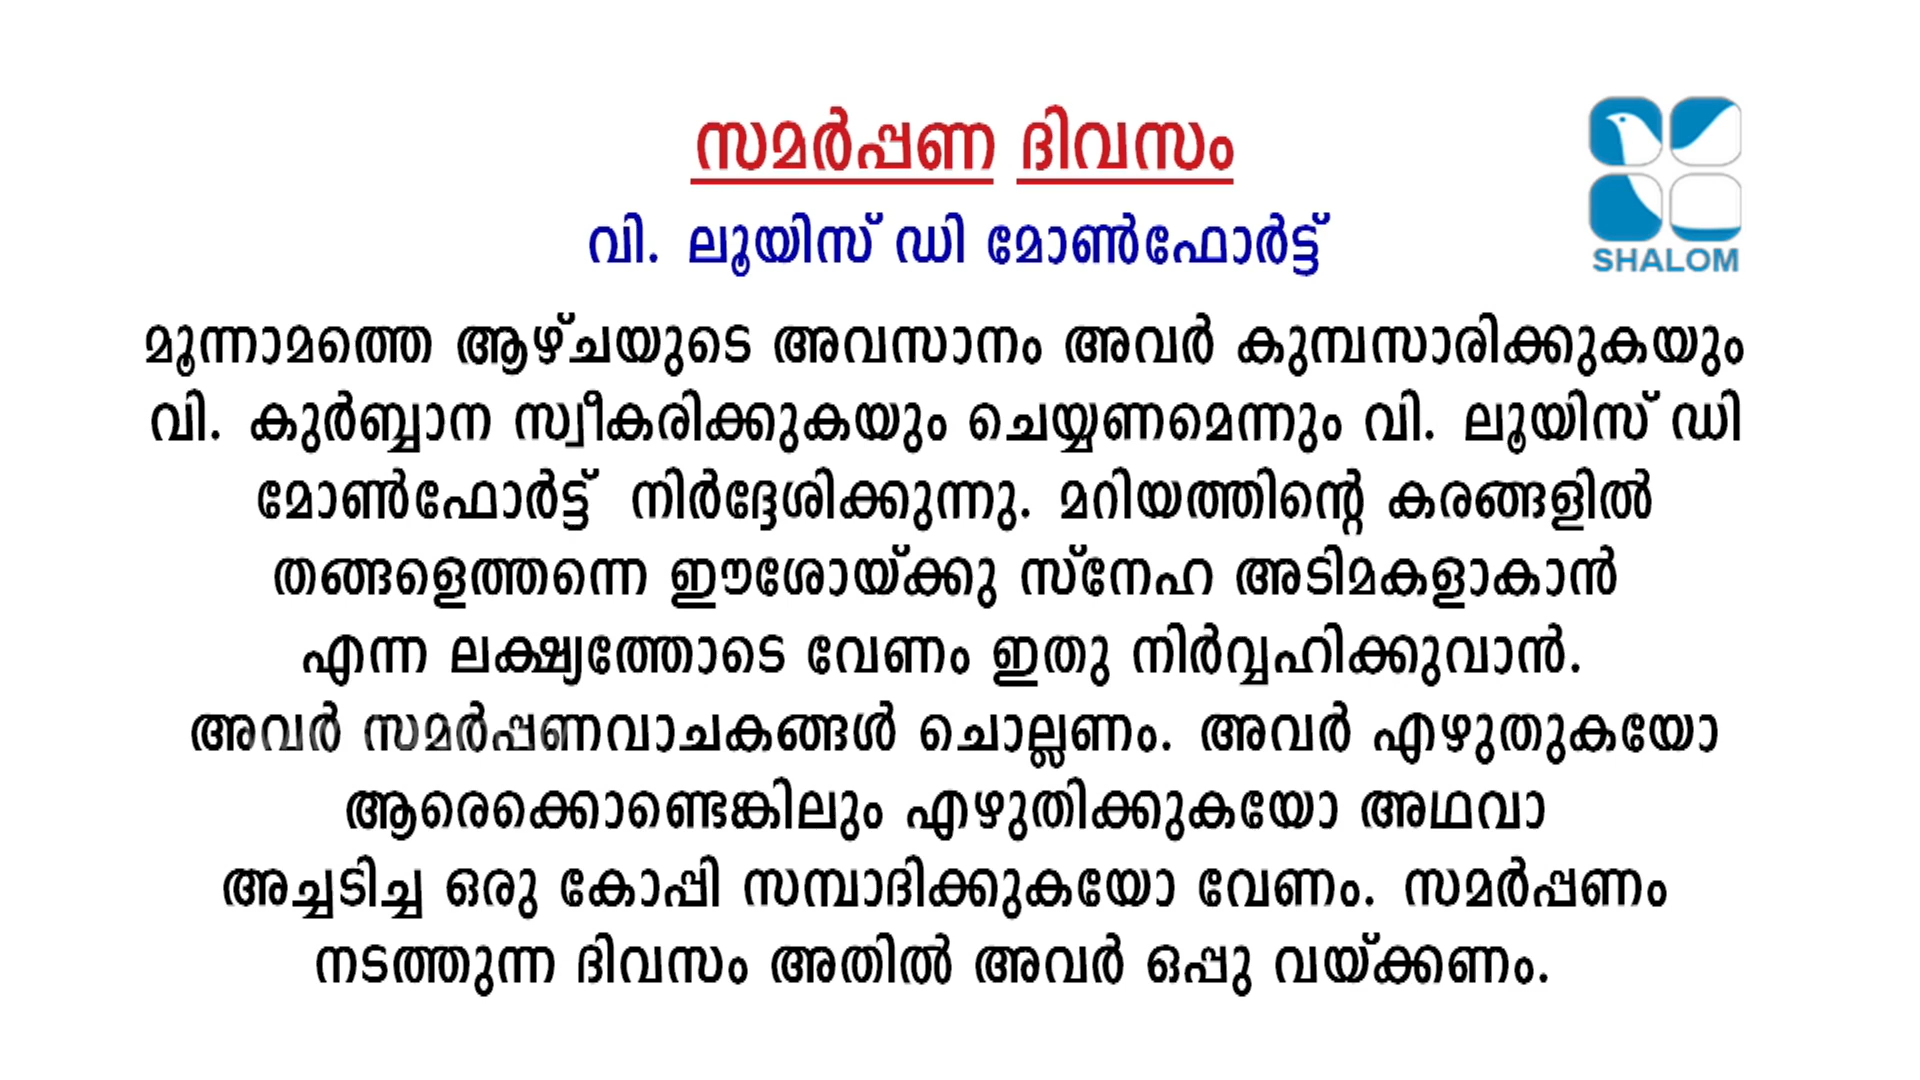 സമർപ്പണ ദിവസം
വി. ലൂയിസ് ഡി മോൺഫോർട്ട്
SHALOM
മൂന്നാമത്തെ ആഴ്ചയുടെ അവസാനം അവർ കുമ്പസാരിക്കുകയും
വി. കുർബ്ബാന സ്വീകരിക്കുകയും ചെയ്യണമെന്നും വി. ലൂയിസ് ഡി
മോൺഫോർട്ട് നിർദ്ദേശിക്കുന്നു. മറിയത്തിന്റെ കരങ്ങളിൽ
തങ്ങളെത്തന്നെ ഈശോയ്ക്കു സ്നേഹ അടിമകളാകാൻ
എന്ന ലക്ഷ്യത്തോടെ വേണം ഇതു നിർവ്വഹിക്കുവാൻ.
അവർ സമർപ്പണവാചകങ്ങൾ ചൊല്ലണം. അവർ എഴുതുകയോ
ആരെക്കൊണ്ടെങ്കിലും എഴുതിക്കുകയോ അഥവാ
അച്ചടിച്ച ഒരു കോപ്പി സമ്പാദിക്കുകയോ വേണം. സമർപ്പണം
നടത്തുന്ന ദിവസം അതിൽ അവർ ഒപ്പു വയ്ക്കണം.